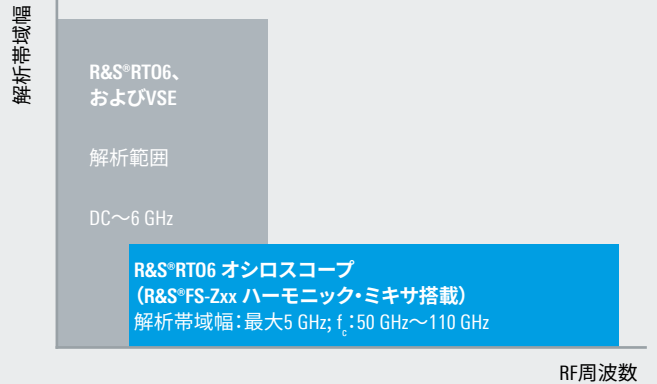 解析帯域幅
R&S®RTO6、
およびVSE
解析範囲
DC～6 GHz
R&S®RTO6 オシロスコープ
（R&S®FS-Zxx ハーモニック・ミキサ搭載）
解析帯域幅：最大5 GHz; fc：50 GHz～110 GHz
RF周波数